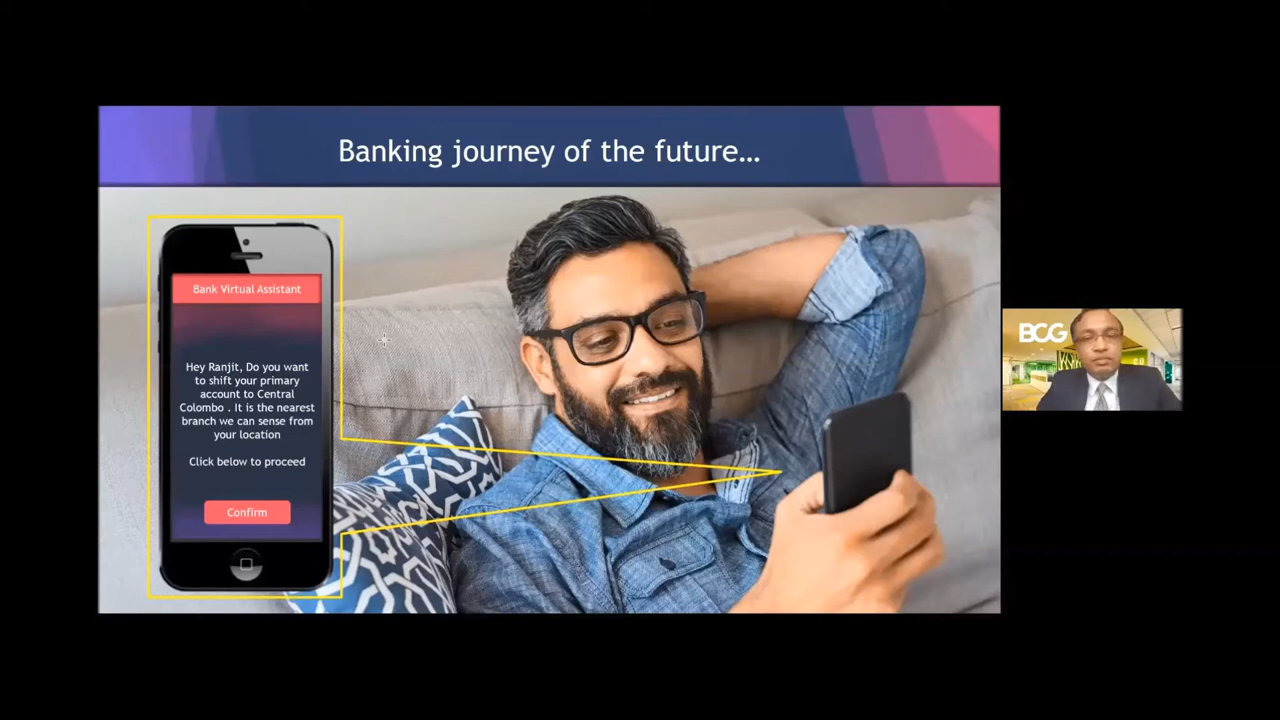 Banking journey of the future...
Bank Virtual Assistant
Hey Ranjit, Do you want
to shift your primary
account to Central
Colombo . It is the nearest
branch we can sense from
your location
Click below to proceed
Confirm
BCG